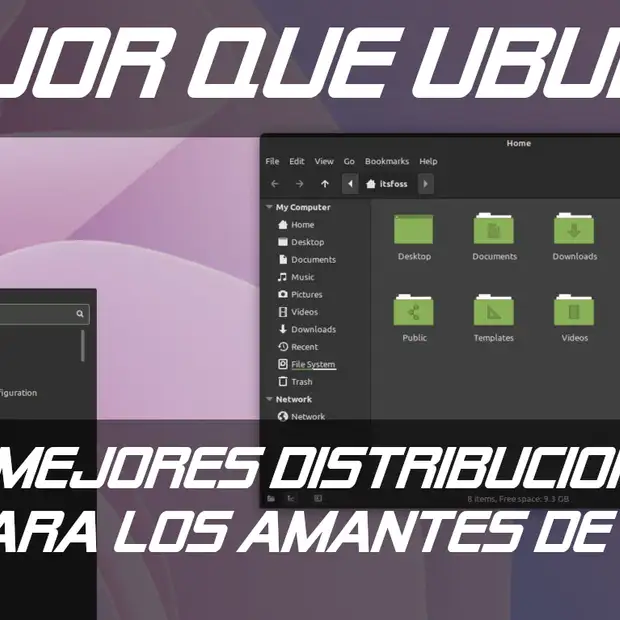 JOR QUE UBU
Home
File Edit View Go Bookmarks Help
itsfoss
My Computer
Home
Desktop
Documents
Music
Pictures
Videos
Downloads
Recent
File System
Trash
Network
Network
Desktop Documents Downloads
Public Templates Videos
figuration
MEJORES DISTRIBUCION
ARA LOS AMANTES DE
8 items, Free space: 9.3 GB